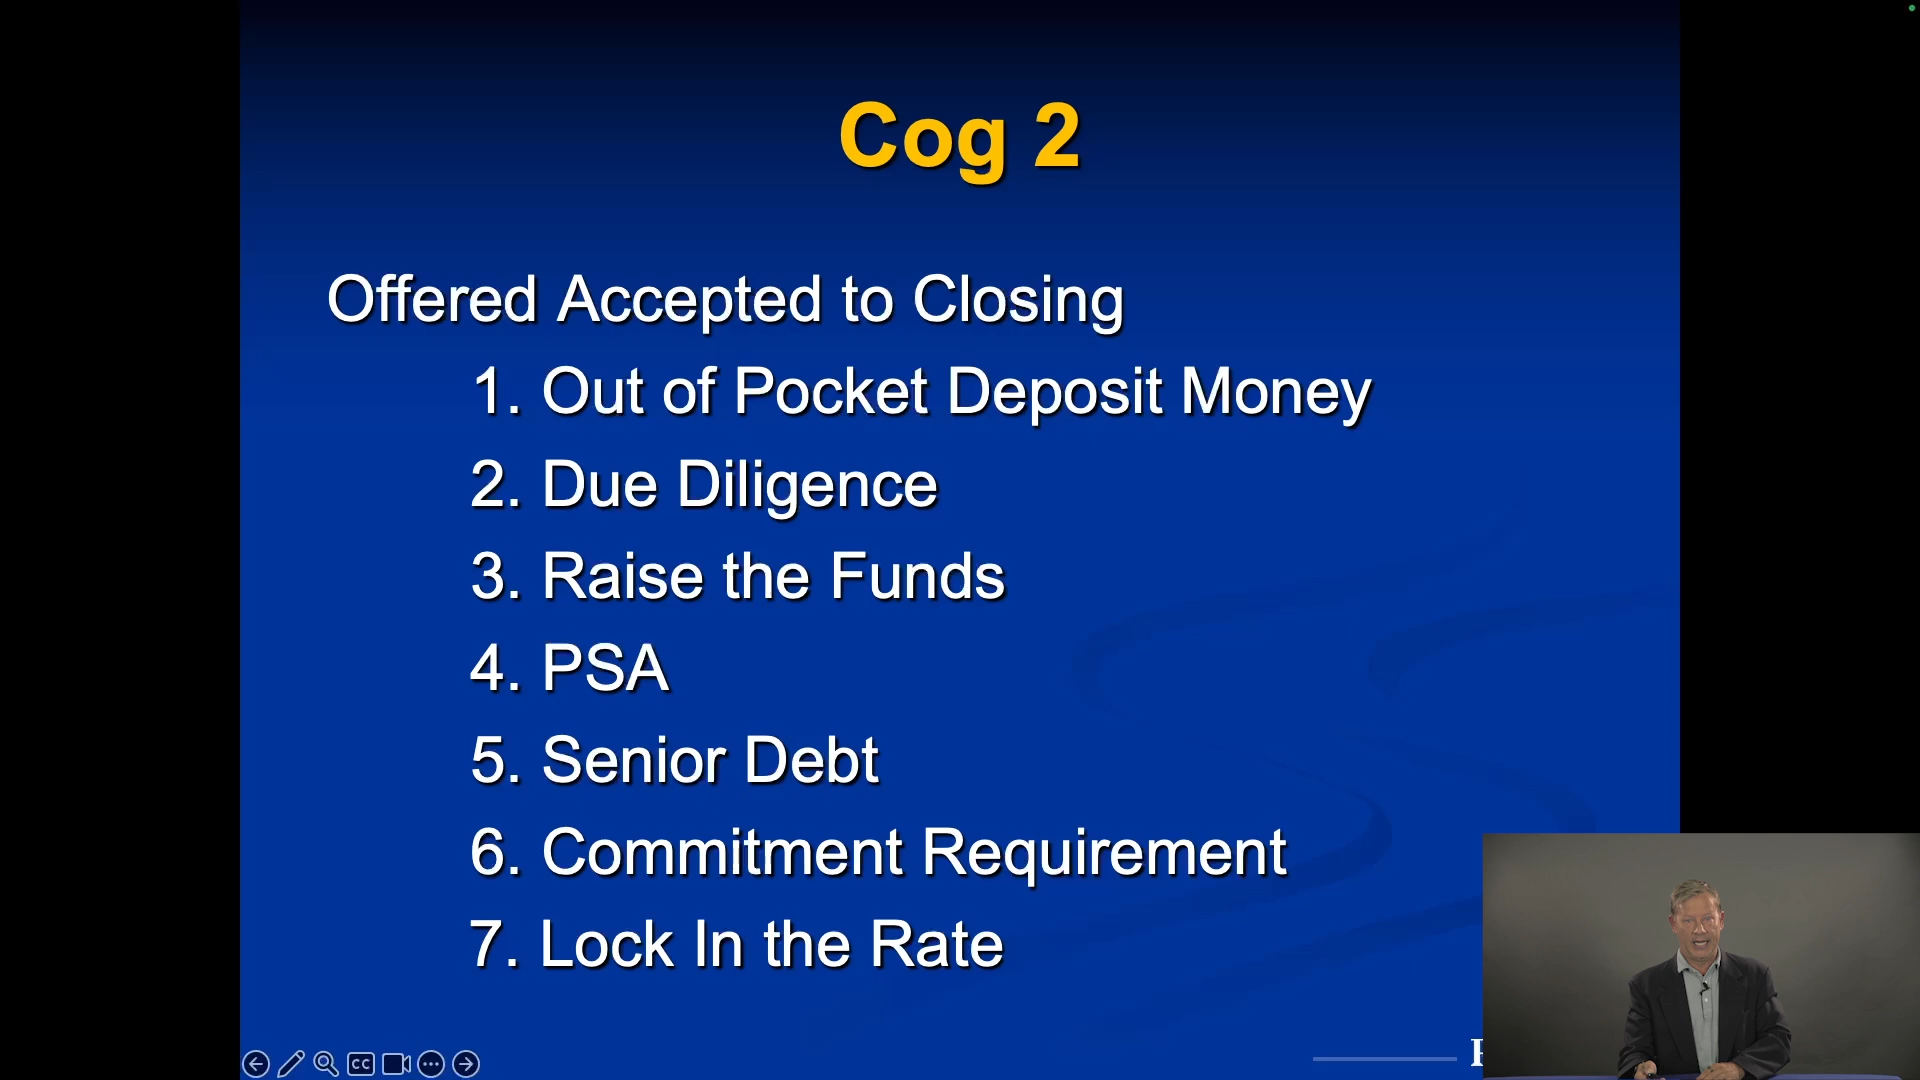 Cog 2
Offered Accepted to Closing
1. Out of Pocket Deposit Money
2. Due Diligence
3. Raise the Funds
4. PSA
5. Senior Debt
6. Commitment Requirement
7. Lock In the Rate
CC